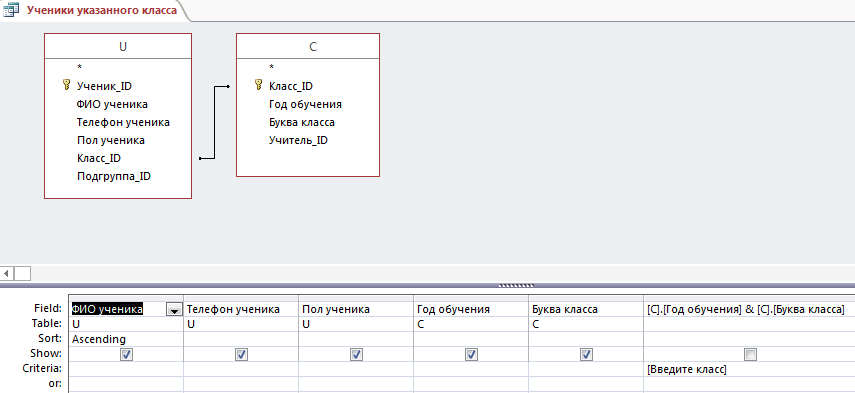 Ученики указанного класса
U
*
Ученик_ID
ФИО ученика
Телефон ученика
Пол ученика
Класс_ID
Подгруппа_ID
C
*
Класс_ID
Год обучения
Буква класса
Учитель_ID
Field: ФИО ученика Телефон ученика Пол ученика Год обучения Буква класса [C].[Год обучения] & [C].[Буква класса]
Table: U U U C C
Sort: Ascending
Show:
Criteria: [Введите класс]
or: